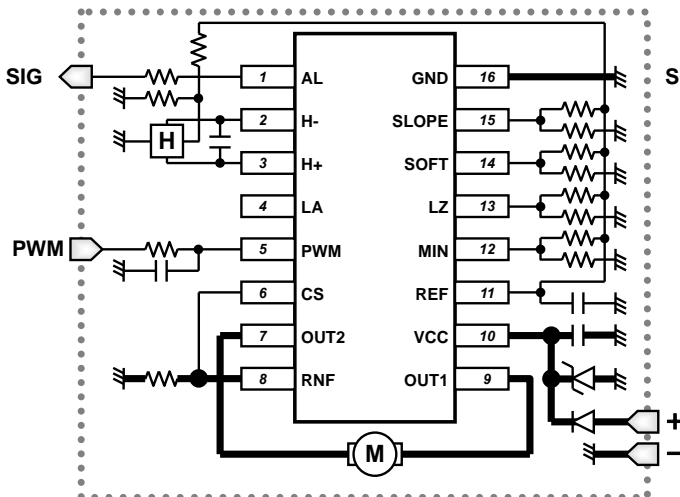 SIG
1 AL GND 16
S
2 H- SLOPE 15
H
3 H+ SOFT 14
4 LA LZ 13
PWM
5 PWM MIN 12
6 CS REF 11
7 OUT2 VCC 10
8 RNF OUT1 9
+
M
−